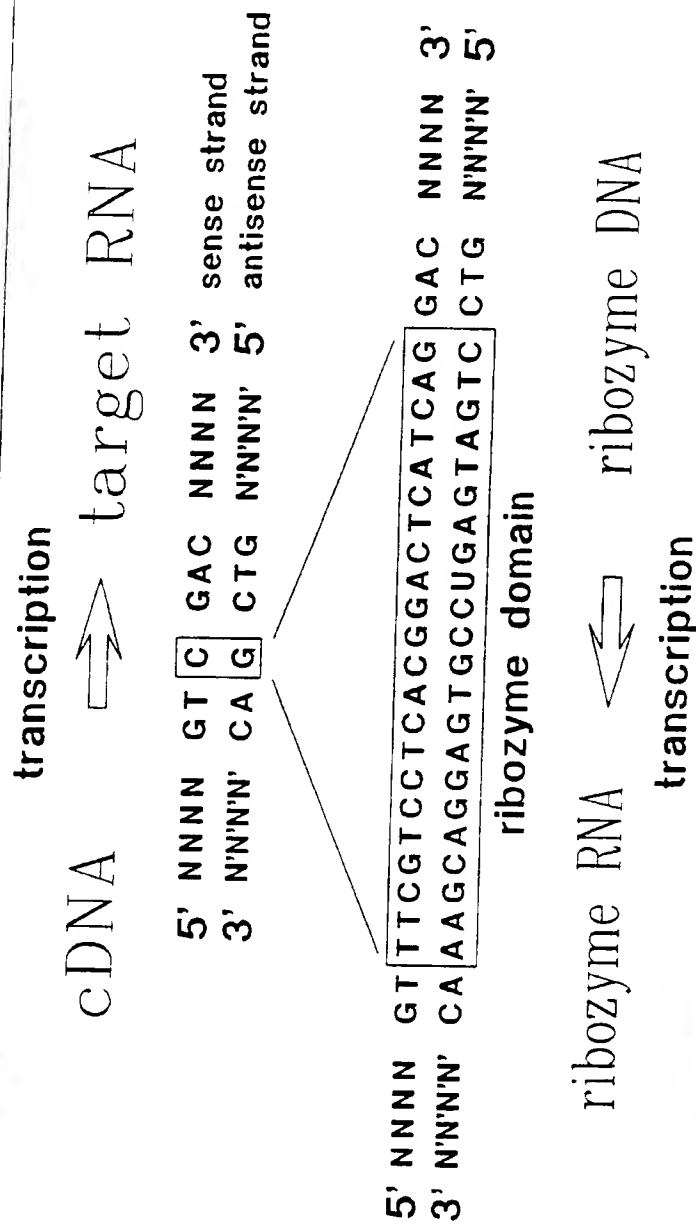 transcription
cDNA ⇒ target RNA
5' NNNN GT C GAC NNNN 3' sense strand
3' N'N'N'N' CA G CTG N'N'N'N' 5' antisense strand
5' NNNN GT TTCGTCCTCACGGACTCATCAG GAC NNNN 3'
3' N'N'N'N' CA AAGCAGGAGTGCCUGAGTAGTC CTG N'N'N'N' 5'
ribozyme domain
ribozyme RNA ⇐ ribozyme DNA
transcription